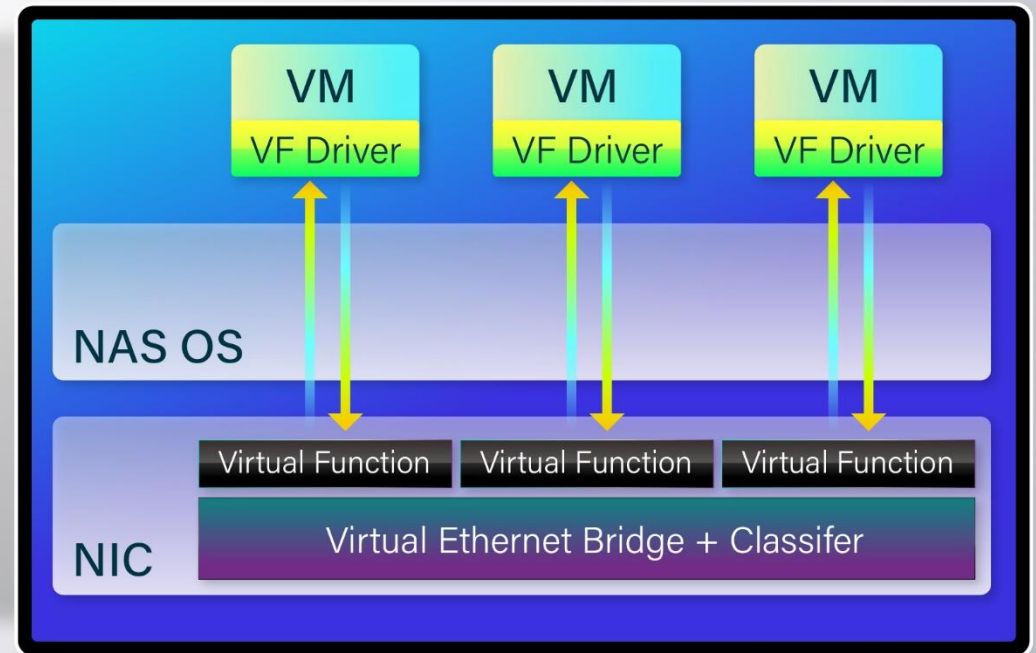 VM VM VM
VF Driver VF Driver VF Driver
NAS OS
Virtual Function Virtual Function Virtual Function
Virtual Ethernet Bridge + Classifer
NIC